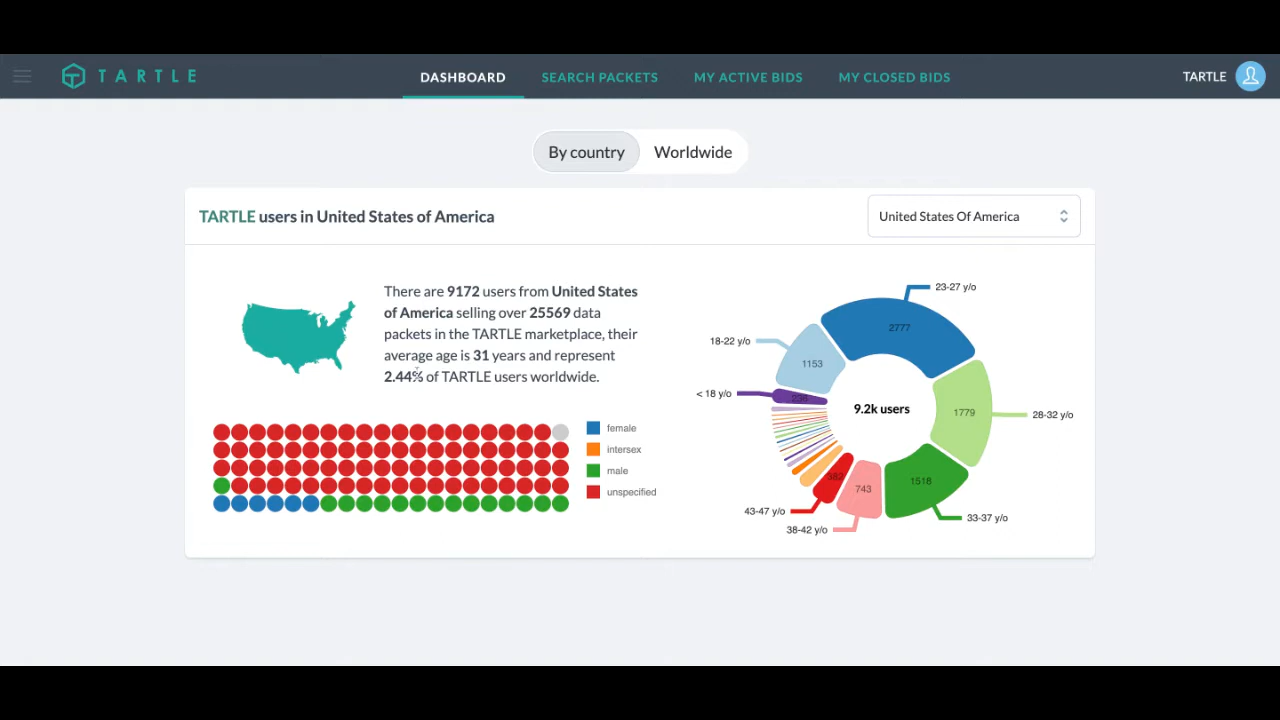 TARTLE
DASHBOARD
SEARCH PACKETS
MY ACTIVE BIDS
MY CLOSED BIDS
TARTLE
By country
Worldwide
TARTLE users in United States of America
United States Of America
There are 9172 users from United States
of America selling over 25569 data
packets in the TARTLE marketplace, their
average age is 31 years and represent
2.44% of TARTLE users worldwide.
female
intersex
male
unspecified
23-27 y/o
2777
18-22 y/o
1153
< 18 y/o
9.2k users
1779
28-32 y/o
382
743
1518
43-47 y/o
33-37 y/o
38-42 y/o